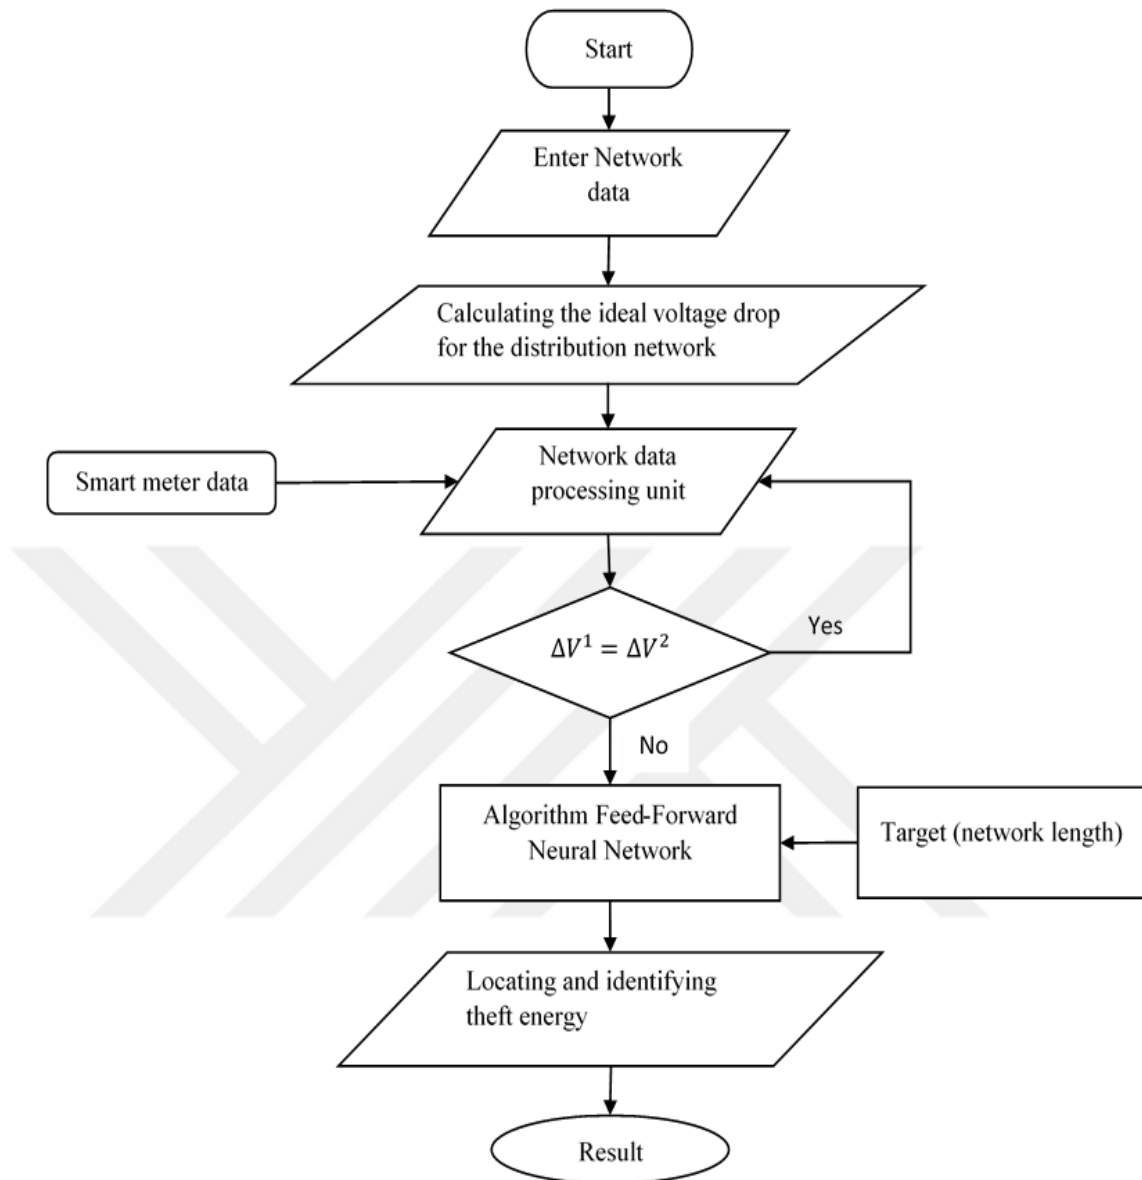 Start
Enter Network
data
Calculating the ideal voltage drop
for the distribution network
Network data
processing unit
Smart meter data
ΔV¹ = ΔV²
Yes
No
Algorithm Feed-Forward
Neural Network
Target (network length)
Locating and identifying
theft energy
Result